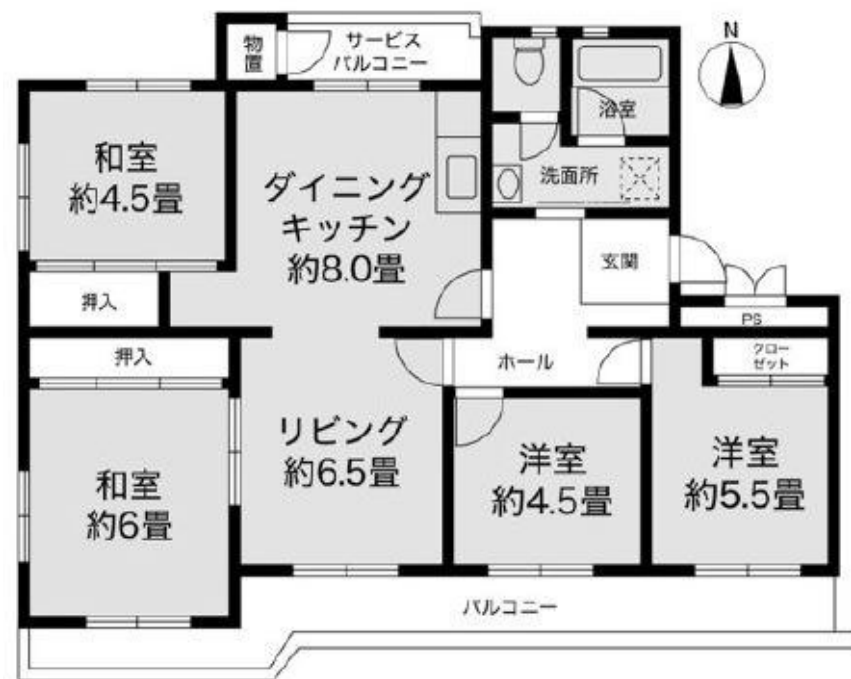 N
物
置
サービス
バルコニー
浴室
和室
約4.5畳
ダイニング
キッチン
約8.0畳
洗面所
玄関
押入
PS
押入
ホール
クロー
ゼット
リビング
約6.5畳
和室
約6畳
洋室
約4.5畳
洋室
約5.5畳
バルコニー